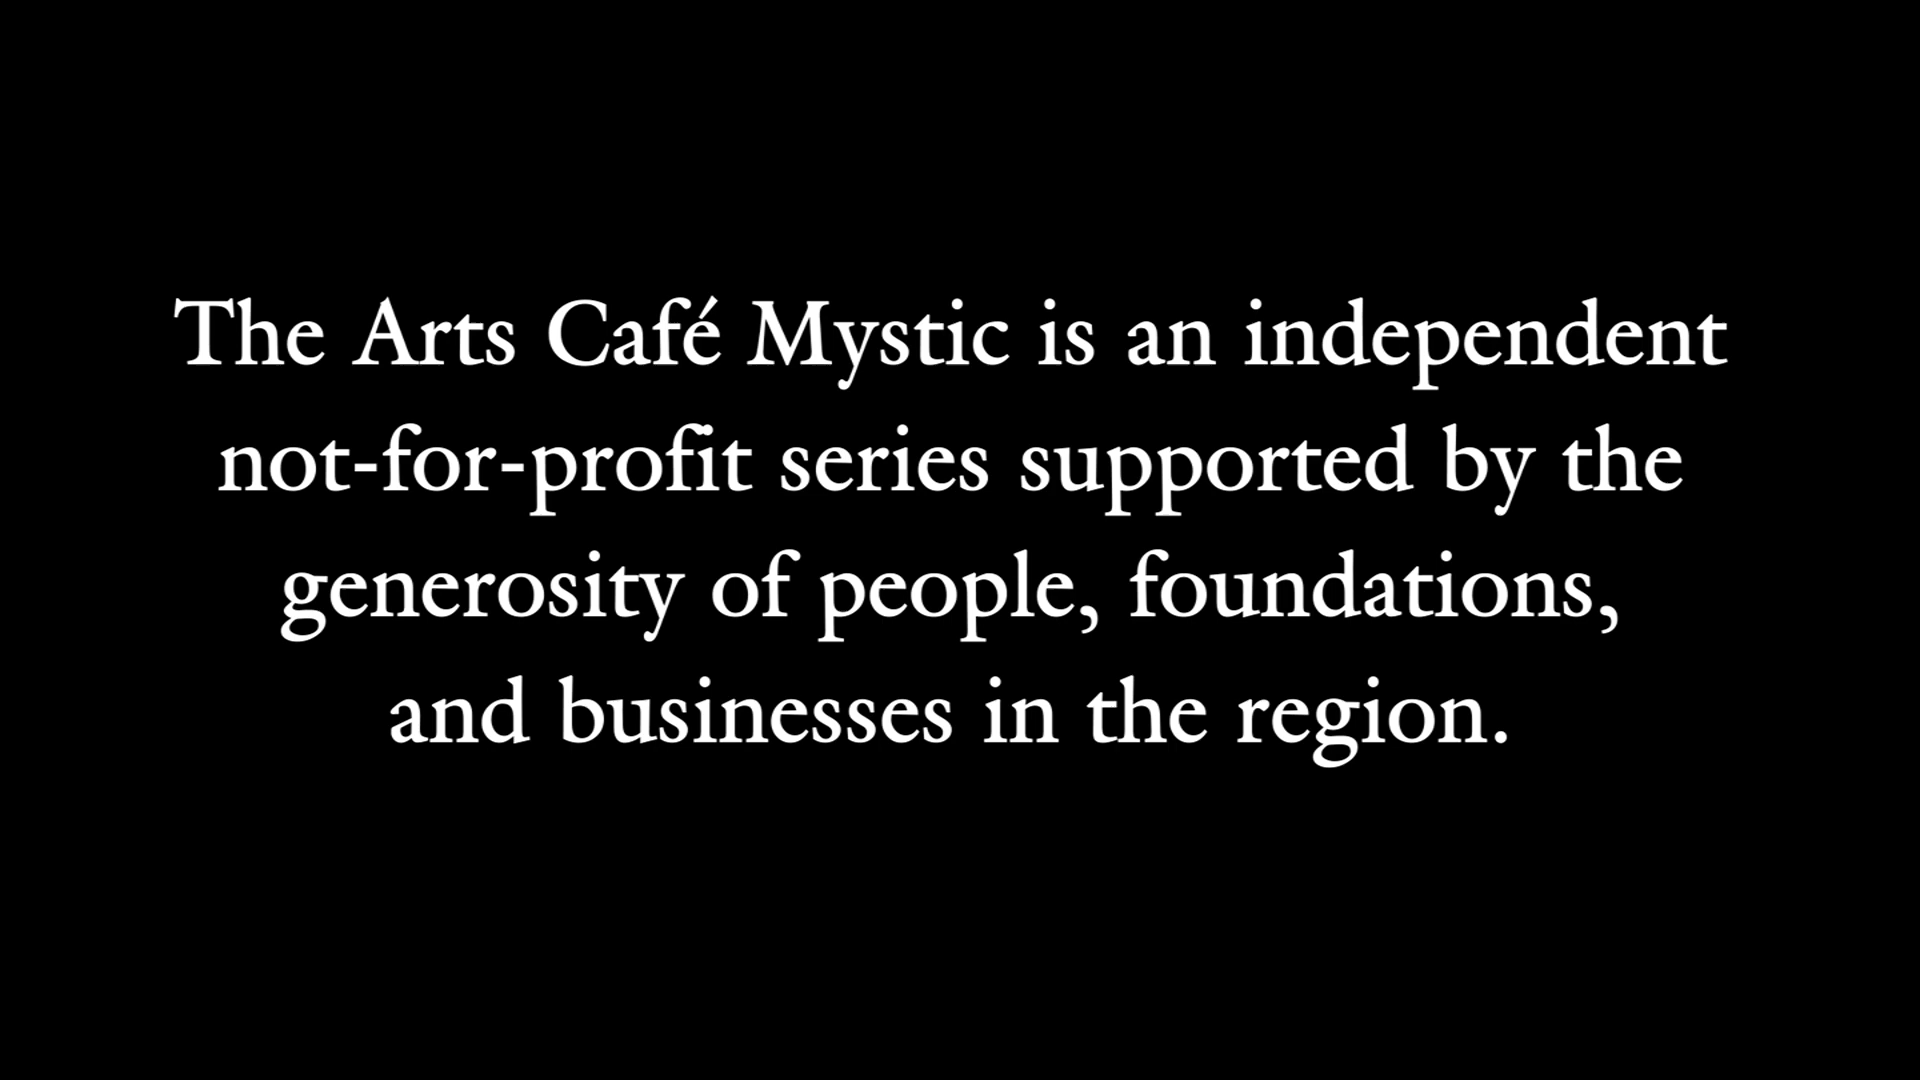 The Arts Café Mystic is an independent
not-for-profit series supported by the
generosity of people, foundations,
and businesses in the region.